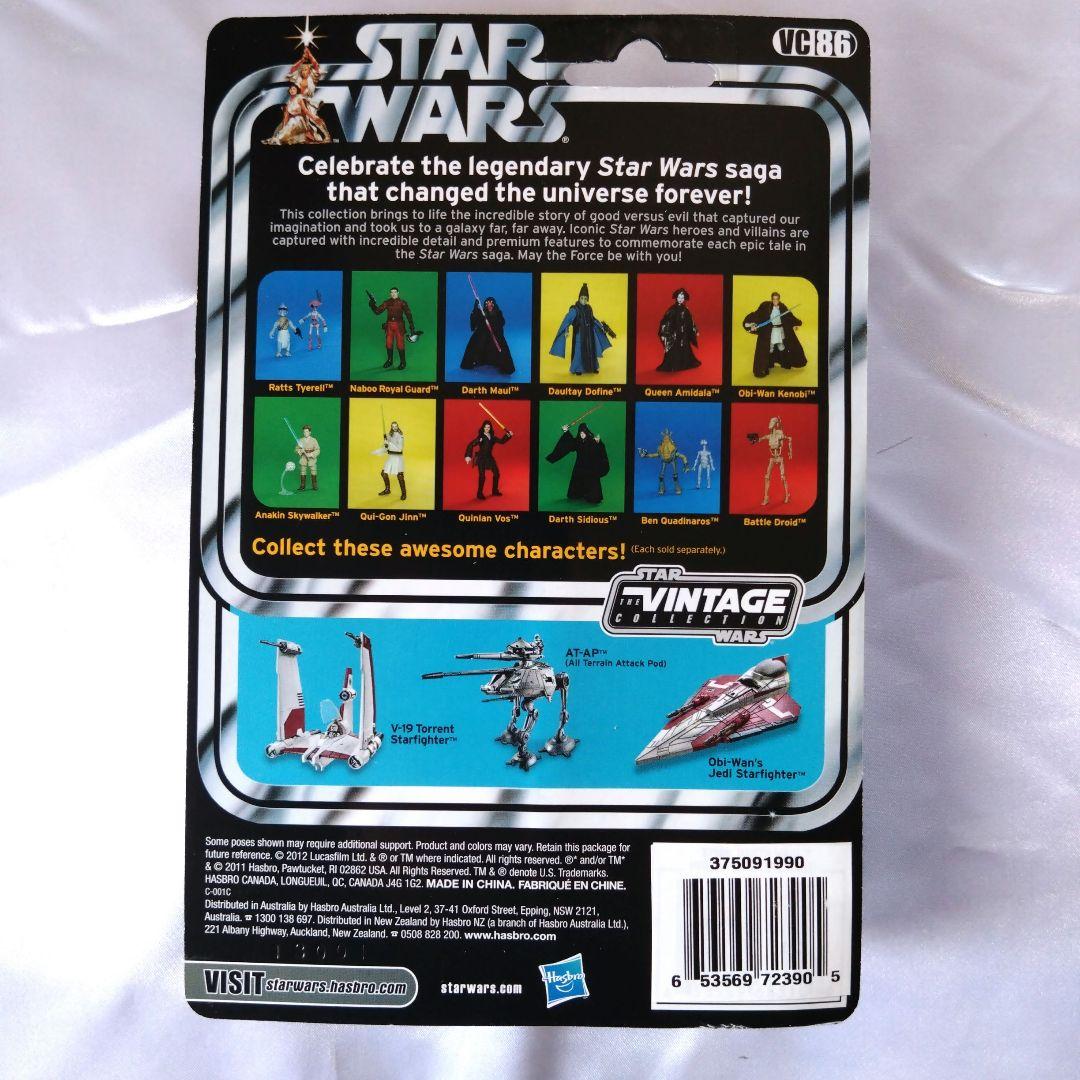 STAR
WARS®
VC86
Celebrate the legendary Star Wars saga
that changed the universe forever!
This collection brings to life the incredible story of good versus evil that captured our
imagination and took us to a galaxy far, far away. Iconic Star Wars heroes and villains are
captured with incredible detail and premium features to commemorate each epic tale in
the Star Wars saga. May the Force be with you!
Ratts Tyerell™ Naboo Royal Guard™ Darth Maul™ Daultay Dofine™ Queen Amidala™ Obi-Wan Kenobi™
Anakin Skywalker™ Qui-Gon Jinn™ Quinlan Vos™ Darth Sidious™ Ben Quadinaros™ Battle Droid™
Collect these awesome characters! (Each sold separately.)
STAR
THE VINTAGE
COLLECTION
WARS
V-19 Torrent
Starfighter™
AT-AP™
(All Terrain Attack Pod)
Obi-Wan's
Jedi Starfighter™
Some poses shown may require additional support. Product and colors may vary. Retain this package for
future reference. © 2012 Lucasfilm Ltd. & ® or TM where indicated. All rights reserved. ®* and/or TM*
& © 2011 Hasbro, Pawtucket, RI 02862 USA. All Rights Reserved. TM & ® denote U.S. Trademarks.
HASBRO CANADA, LONGUEUIL, QC, CANADA J4G 1G2. MADE IN CHINA. FABRIQUÉ EN CHINE.
C-001C
Distributed in Australia by Hasbro Australia Ltd., Level 2, 37-41 Oxford Street, Epping, NSW 2121,
Australia. ☎ 1300 138 697. Distributed in New Zealand by Hasbro NZ (a branch of Hasbro Australia Ltd.),
221 Albany Highway, Auckland, New Zealand. ☎ 0508 828 200. www.hasbro.com
VISIT starwars.hasbro.com
starwars.com
Hasbro
375091990
6 53569 72390 5